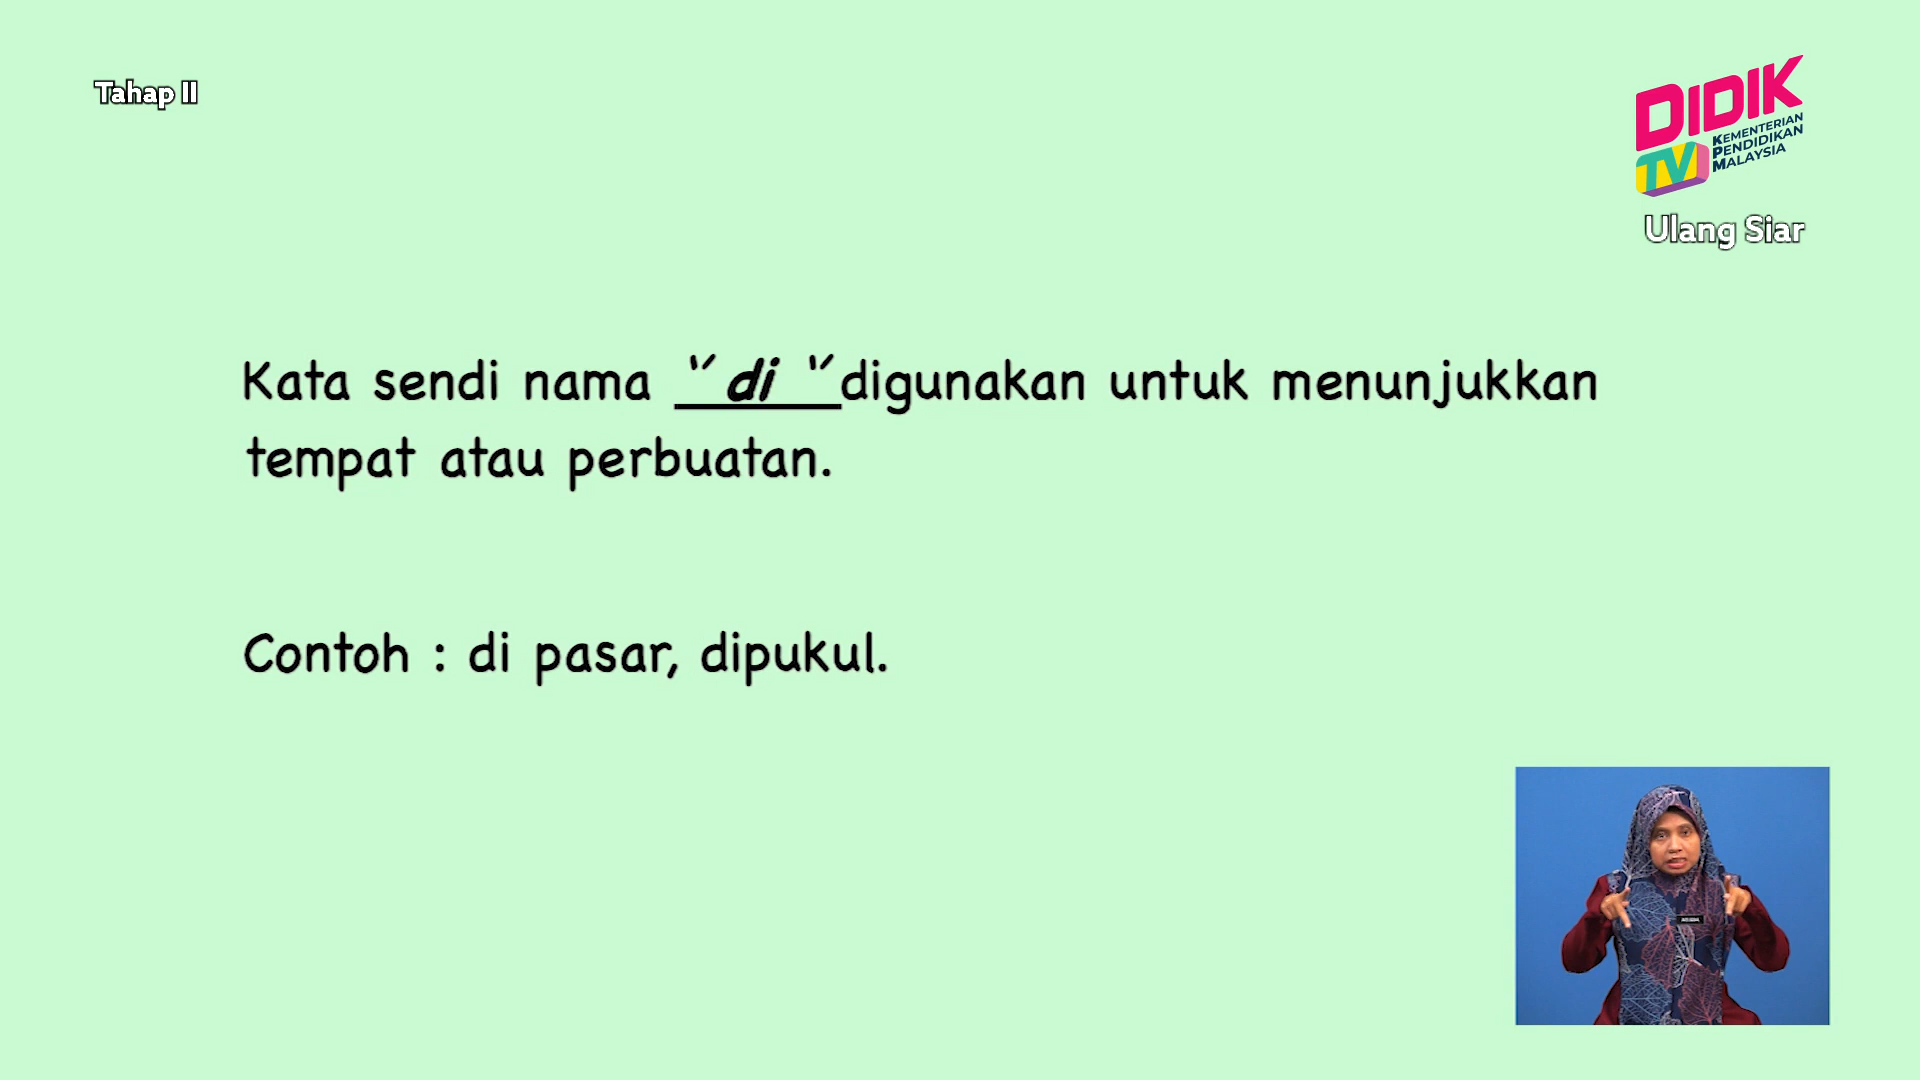 Tahap II
DIDIK
TV
KEMENTERIAN
PENDIDIKAN
MALAYSIA
Ulang Siar
Kata sendi nama " di " digunakan untuk menunjukkan
tempat atau perbuatan.
Contoh : di pasar, dipukul.